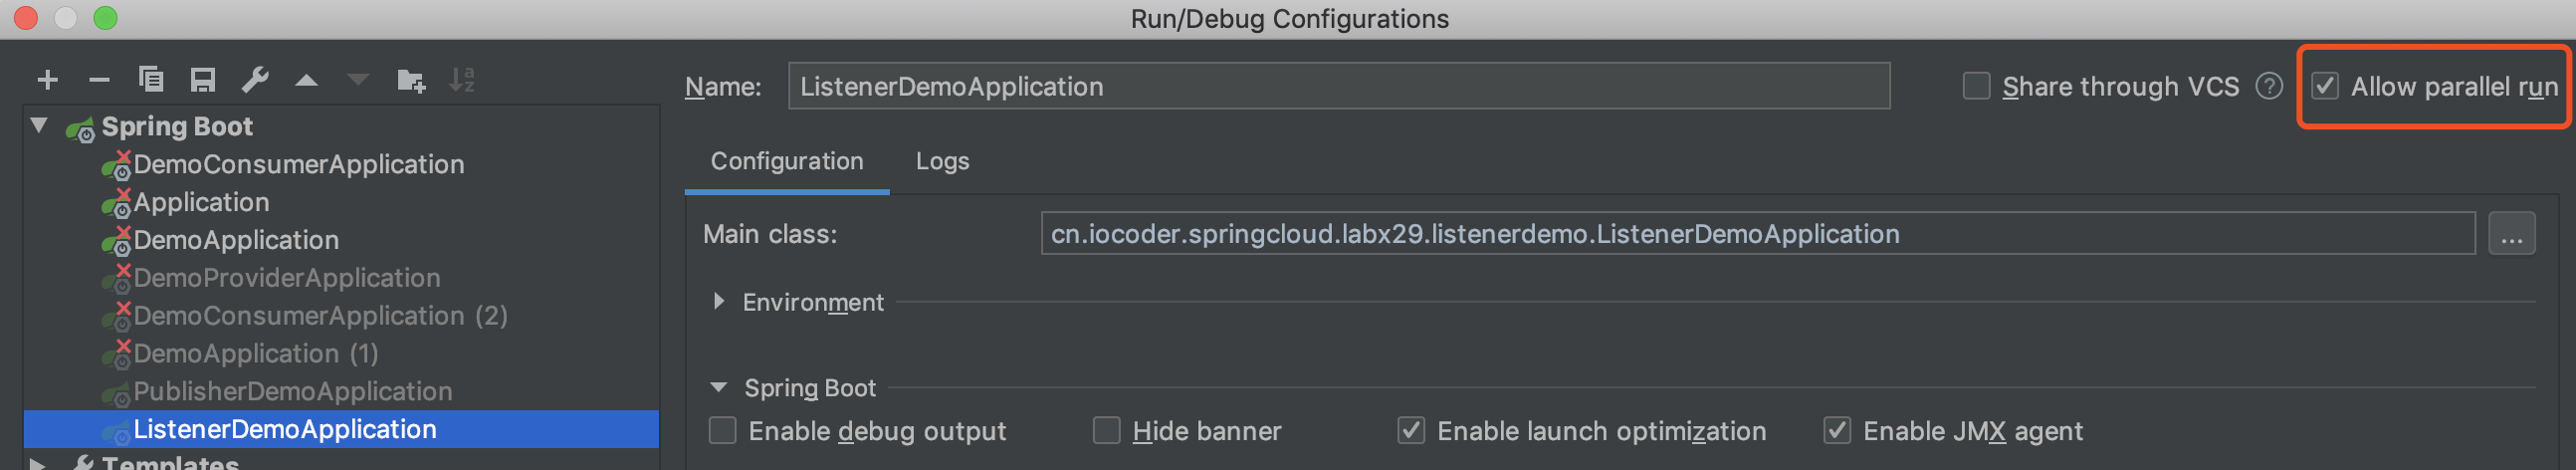 Run/Debug Configurations
Name: ListenerDemoApplication Share through VCS ? Allow parallel run
Spring Boot
DemoConsumerApplication
Application
DemoApplication
DemoProviderApplication
DemoConsumerApplication (2)
DemoApplication (1)
PublisherDemoApplication
ListenerDemoApplication
Templates
Configuration Logs
Main class: cn.iocoder.springcloud.labx29.listenerdemo.ListenerDemoApplication ...
Environment
Spring Boot
Enable debug output Hide banner Enable launch optimization Enable JMX agent